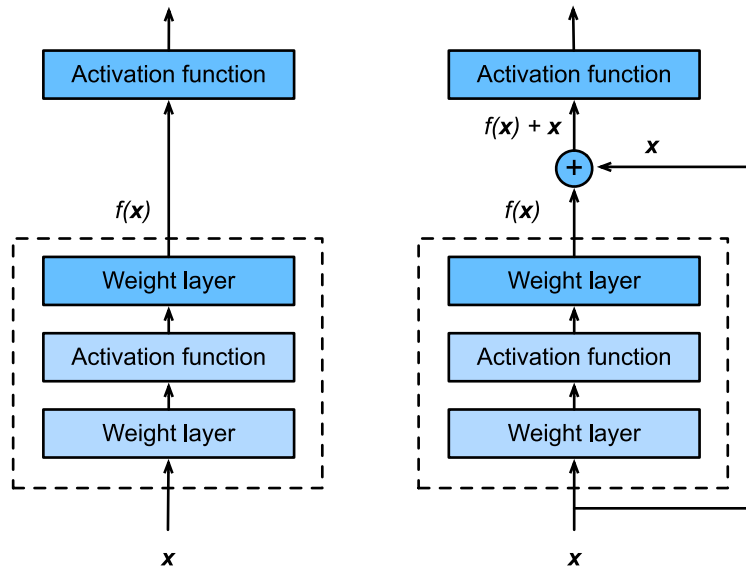 Activation function
f(x)
Weight layer
Activation function
Weight layer
x
Activation function
f(x) + x
x
+
f(x)
Weight layer
Activation function
Weight layer
x